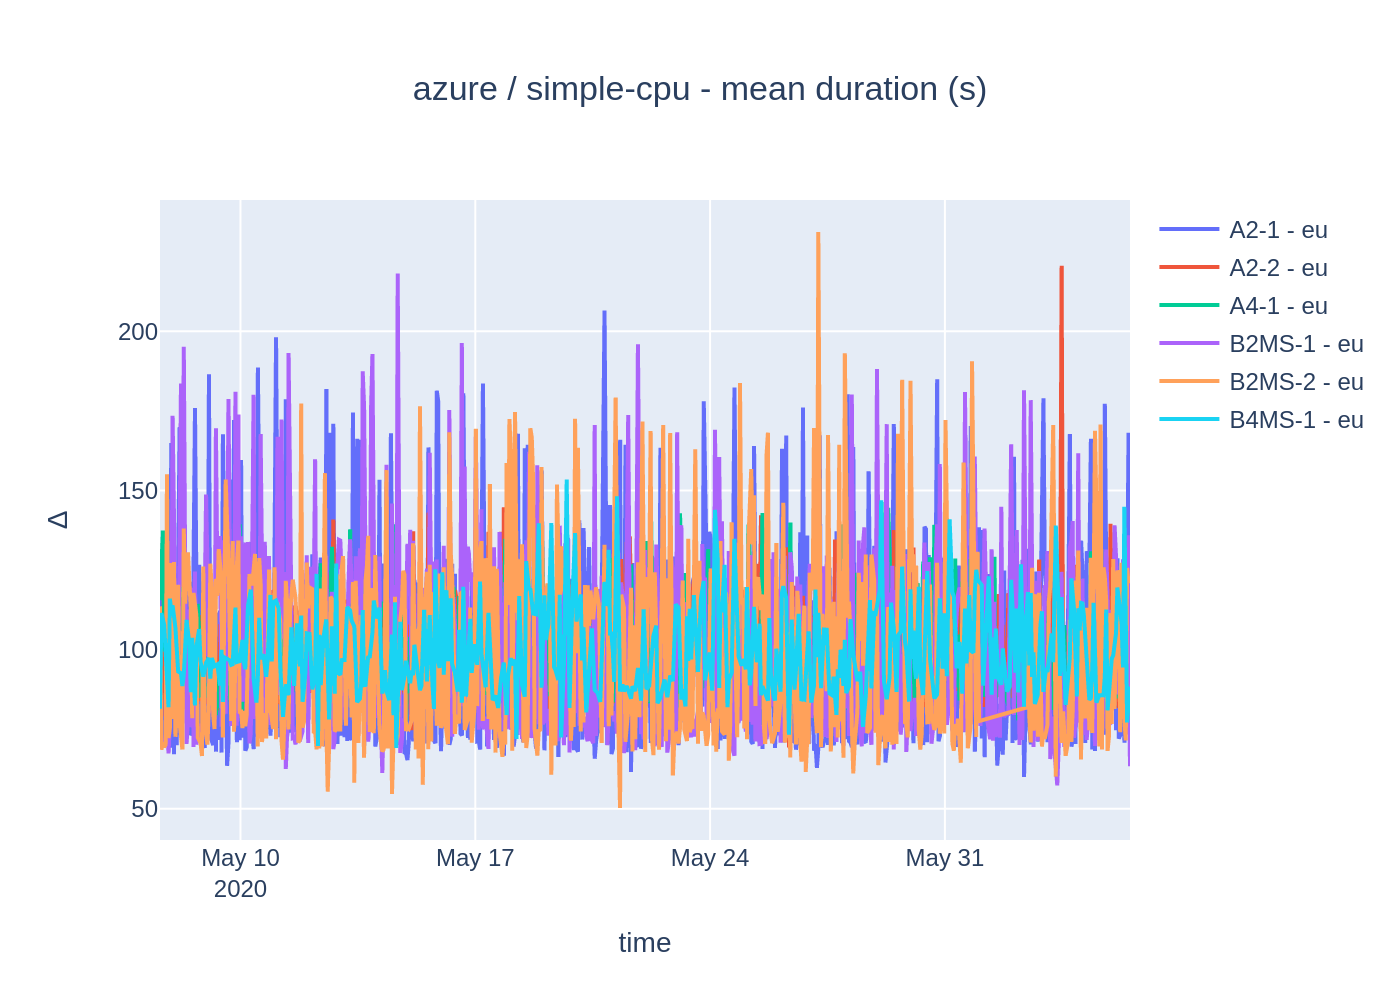 azure / simple-cpu - mean duration (s)
A2-1 - eu
A2-2 - eu
A4-1 - eu
B2MS-1 - eu
B2MS-2 - eu
B4MS-1 - eu
200
150
100
50
Δ
May 10
2020
May 17
May 24
May 31
time